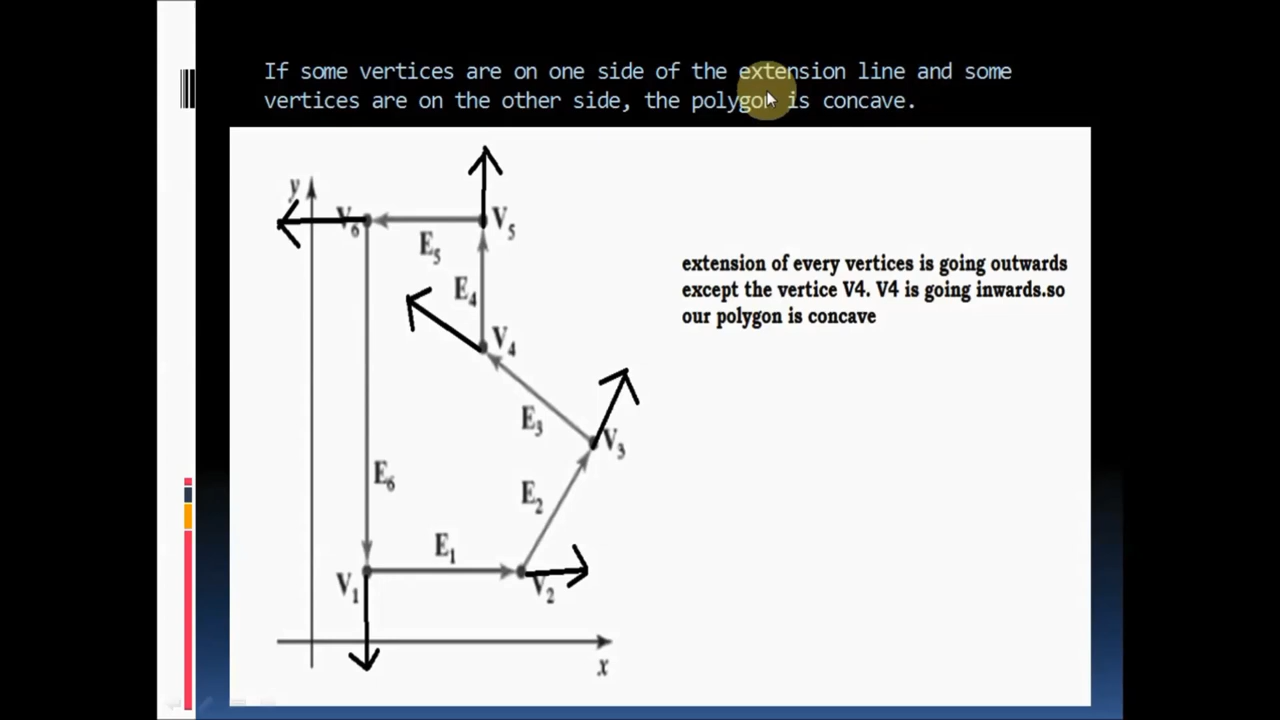 If some vertices are on one side of the extension line and some
vertices are on the other side, the polygon is concave.
y
V6
V5
E5
E4
extension of every vertices is going outwards
except the vertice V4. V4 is going inwards.so
our polygon is concave
V4
E3
V3
E6
E2
E1
V1
V2
x